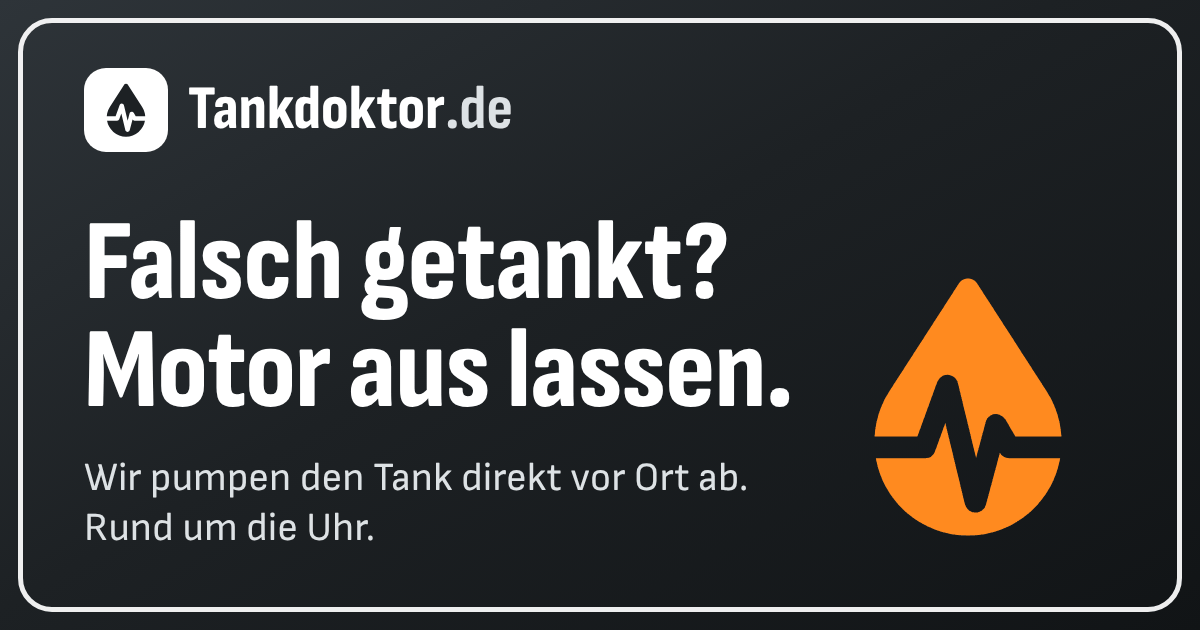 Tankdoktor.de
Falsch getankt?
Motor aus lassen.
Wir pumpen den Tank direkt vor Ort ab.
Rund um die Uhr.